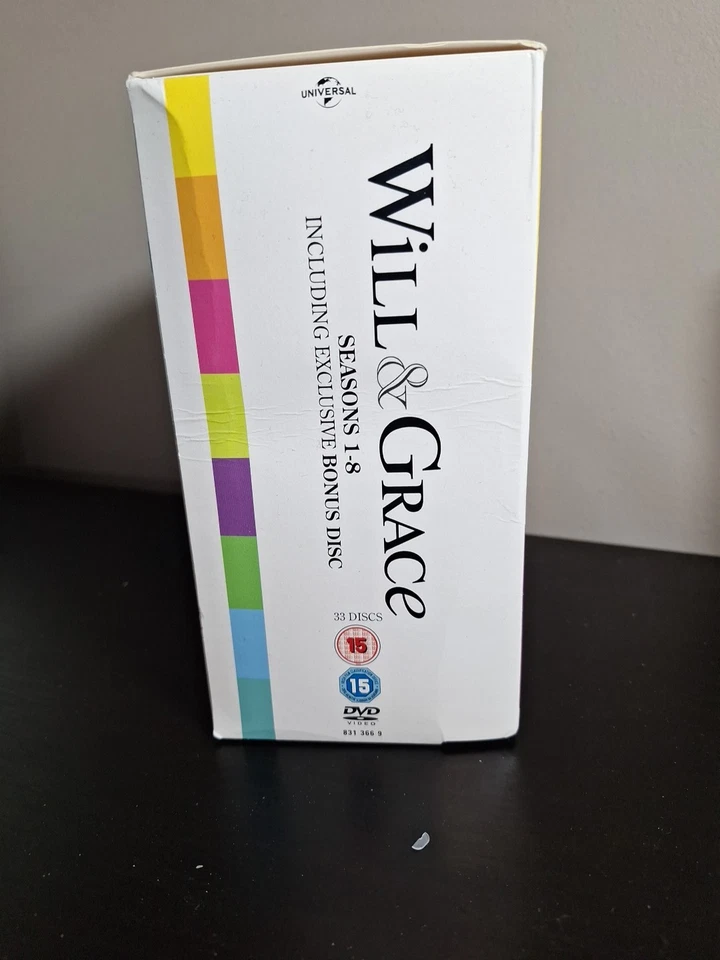 UNIVERSAL
WiLL & GRACe
SEASONS 1-8
INCLUDING EXCLUSIVE BONUS DISC
33 DISCS
15
15
DVD
VIDEO
831 366 9